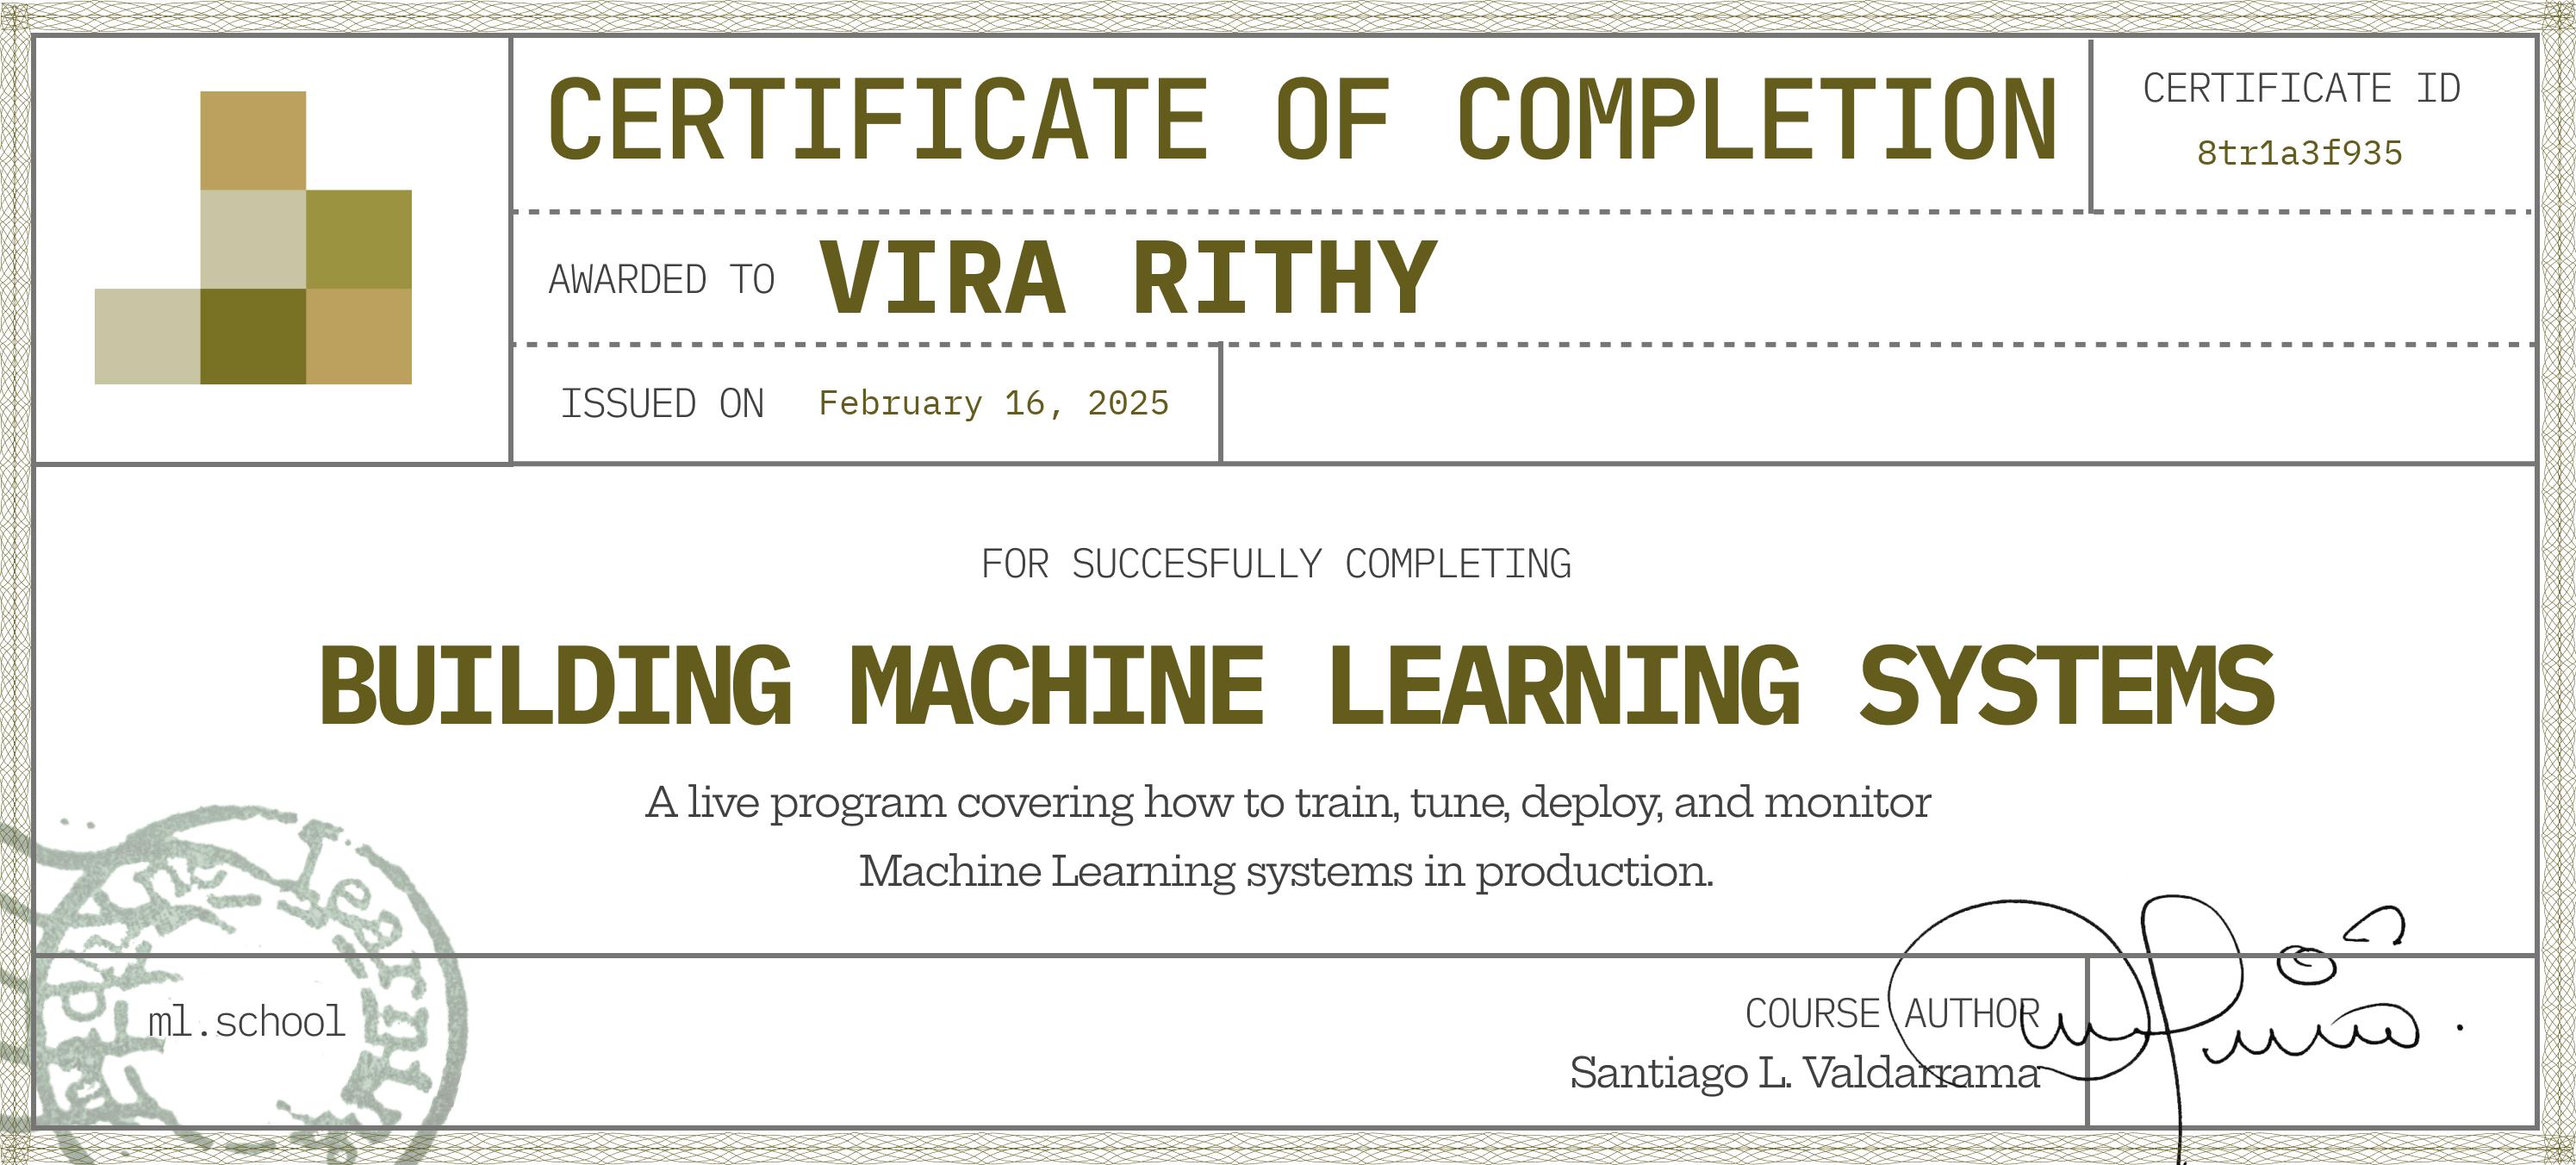 CERTIFICATE OF COMPLETION
CERTIFICATE ID
8tr1a3f935
AWARDED TO VIRA RITHY
ISSUED ON February 16, 2025
FOR SUCCESFULLY COMPLETING
BUILDING MACHINE LEARNING SYSTEMS
A live program covering how to train, tune, deploy, and monitor
Machine Learning systems in production.
ml.school
COURSE AUTHOR
Santiago L. Valdarrama